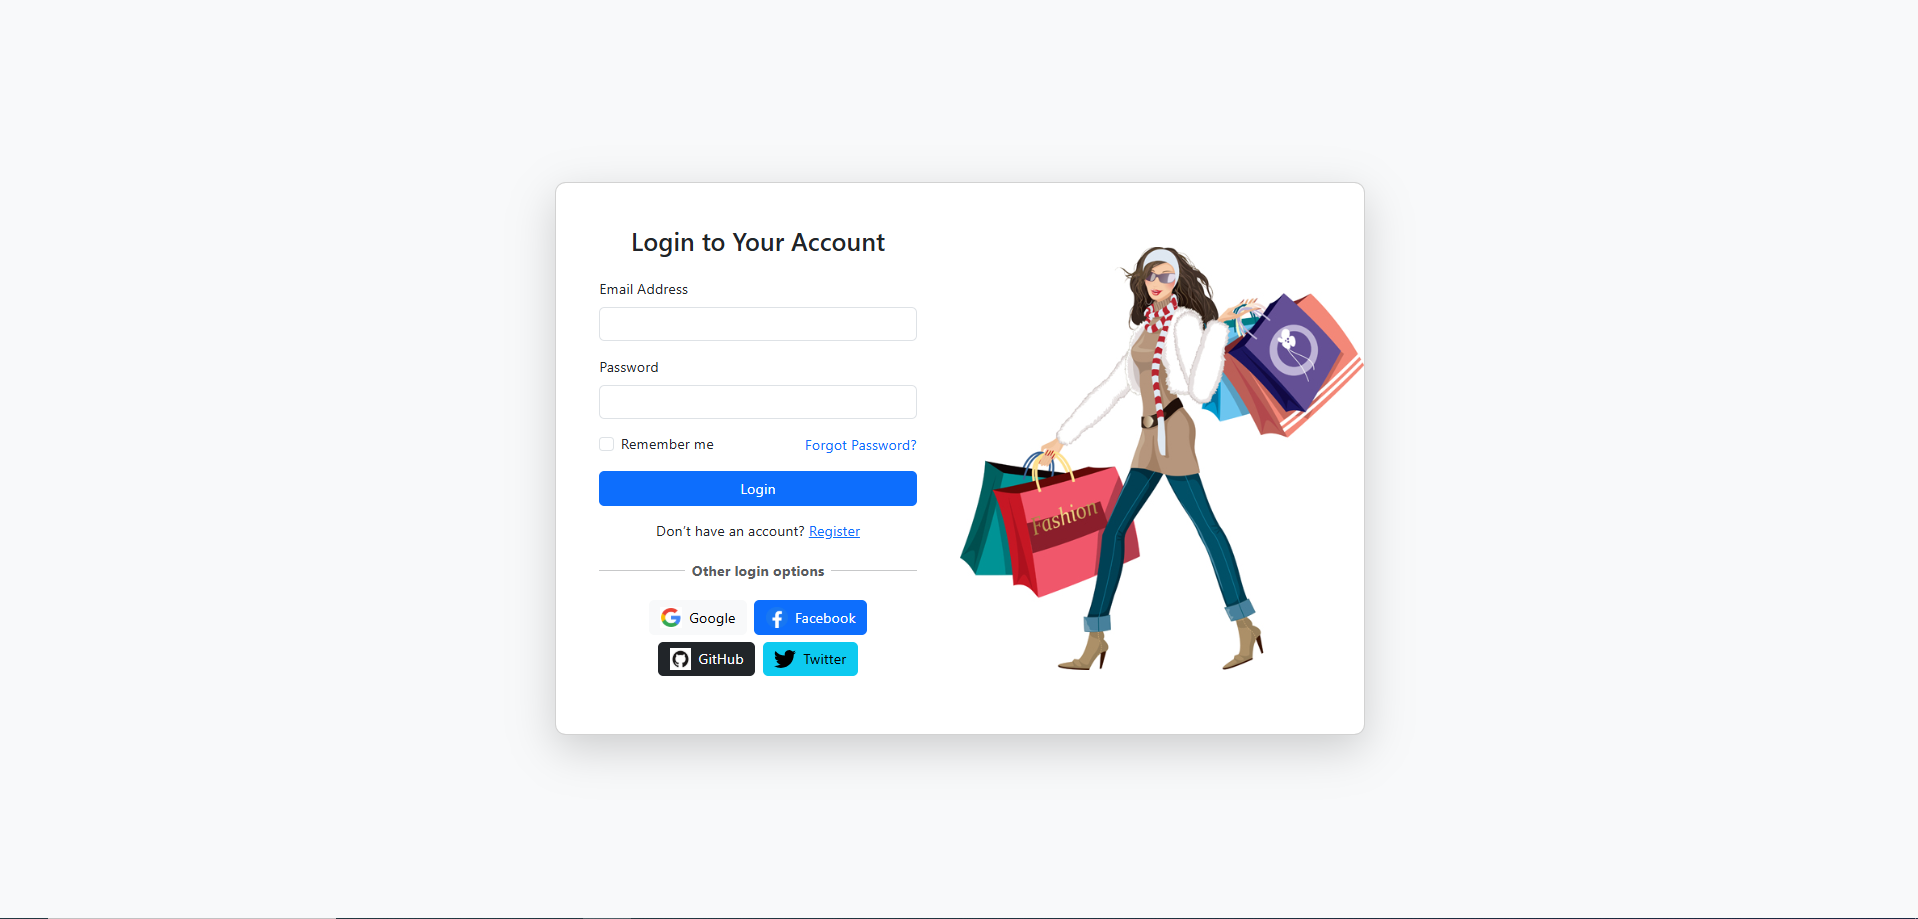 Login to Your Account
Email Address
Password
Remember me
Forgot Password?
Login
Don't have an account? Register
Other login options
Google
Facebook
GitHub
Twitter
Fashion